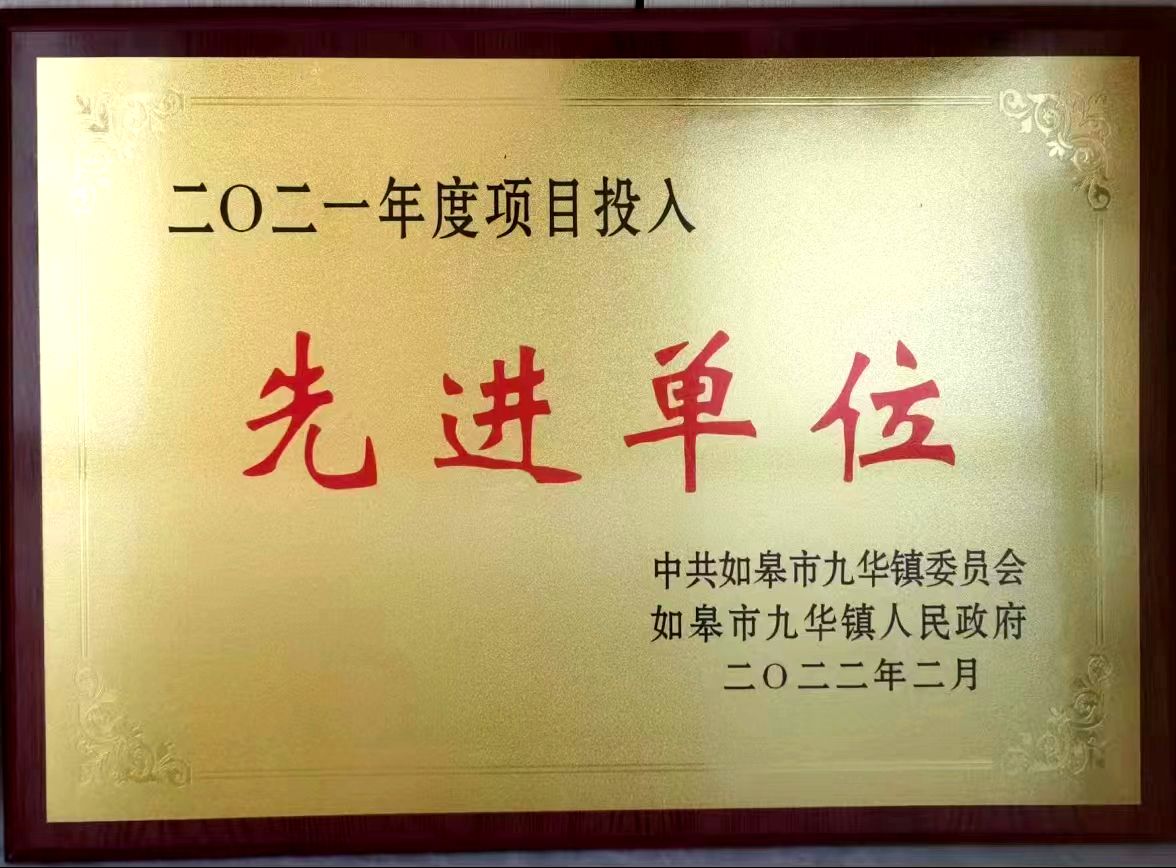 二〇二一年度项目投入
先进单位
中共如皋市九华镇委员会
如皋市九华镇人民政府
二〇二二年二月